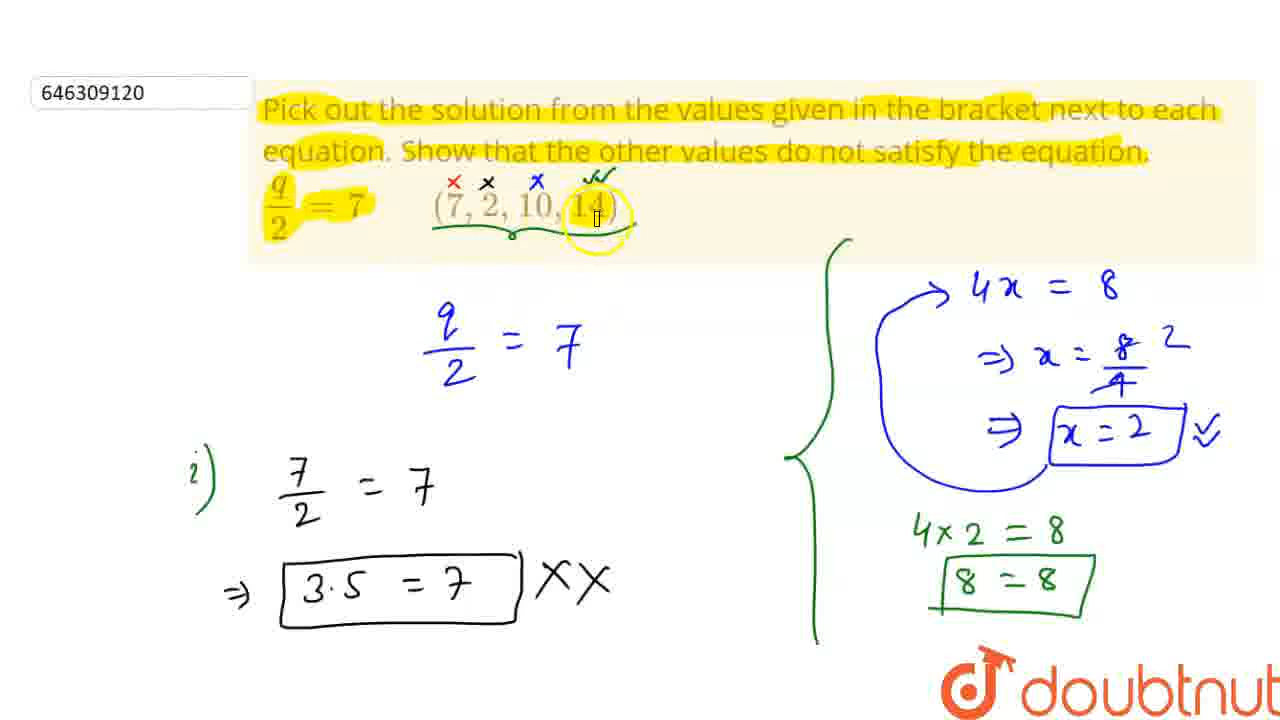 646309120
Pick out the solution from the values given in the bracket next to each
equation. Show that the other values do not satisfy the equation.
q/2 = 7 (7, 2, 10, 14)
q/2 = 7
i) 7/2 = 7
⇒ 3.5 = 7 X X
4x = 8
⇒ x = 8/4 2
⇒ x = 2
4 × 2 = 8
8 = 8
doubtnut